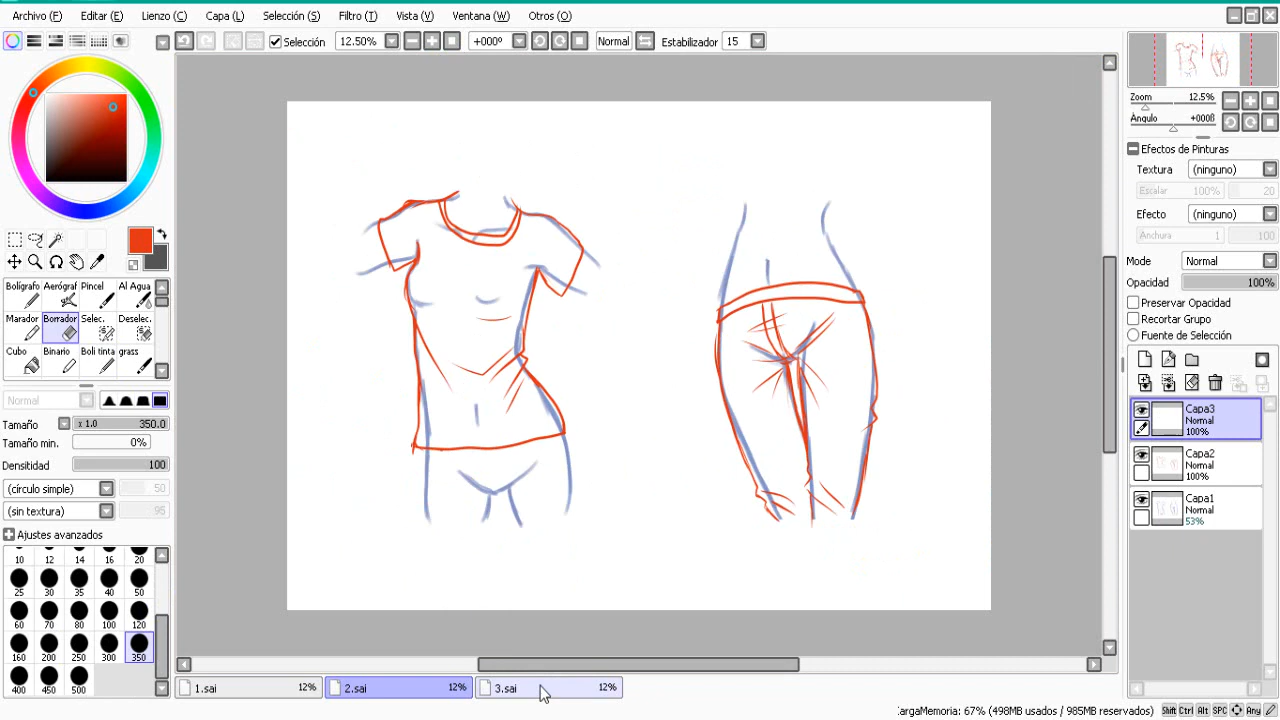 Archivo (F) Editar (E) Lienzo (C) Capa (L) Selección (S) Filtro (T) Vista (V) Ventana (W) Otros (O)
Selección 12.50% +000º Normal Estabilizador 15
Zoom 12.5%
Ángulo +000ß
Efectos de Pinturas
Textura (ninguno)
Escalar 100% 20
Efecto (ninguno)
Anchura 1 100
Modo Normal
Opacidad 100%
Preservar Opacidad
Recortar Grupo
Fuente de Selección
Capa3
Normal
100%
Capa2
Normal
100%
Capa1
Normal
53%
Bolígrafo Aerógraf Pincel Al Agua
Marador Borrador Selec. Deselec.
Cubo Binario Boli tinta grass
Normal
Tamaño x 1.0 350.0
Tamaño min. 0%
Densitidad 100
(círculo simple) 50
(sin textura) 95
Ajustes avanzados
10 12 14 16 20
25 30 35 40 50
60 70 80 100 120
160 200 250 300 350
400 450 500
1.sai 12% 2.sai 12% 3.sai 12%
CargaMemoria: 67% (498MB usados / 985MB reservados) Shift Ctrl Alt SPC Any